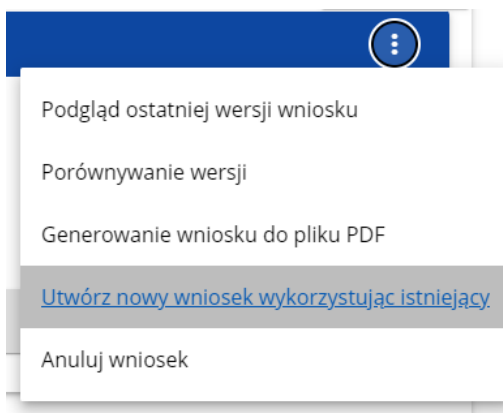 Podgląd ostatniej wersji wniosku
Porównywanie wersji
Generowanie wniosku do pliku PDF
Utwórz nowy wniosek wykorzystując istniejący
Anuluj wniosek